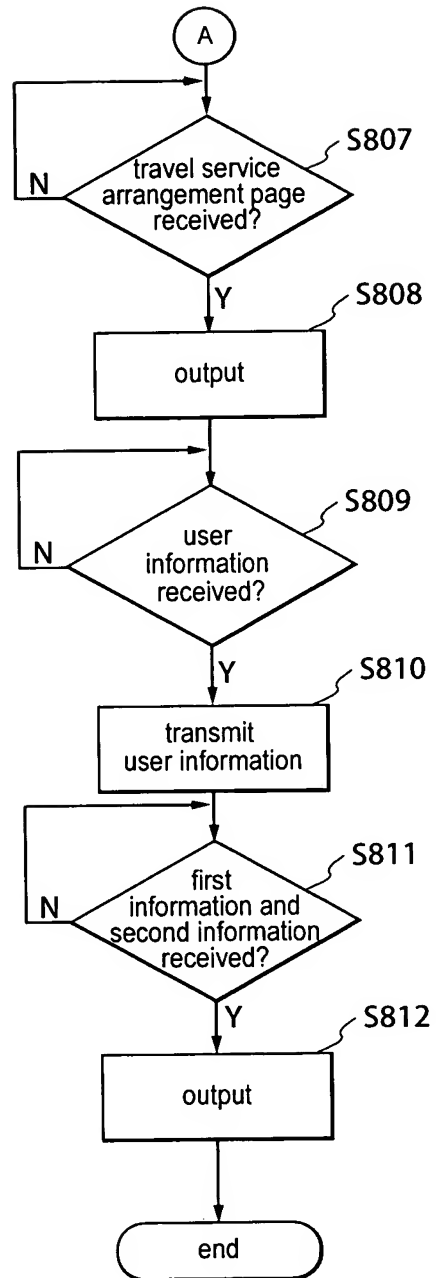 A
S807
travel service
arrangement page
received?
N
Y
S808
output
S809
user
information
received?
N
Y
S810
transmit
user information
S811
first
information and
second information
received?
N
Y
S812
output
end